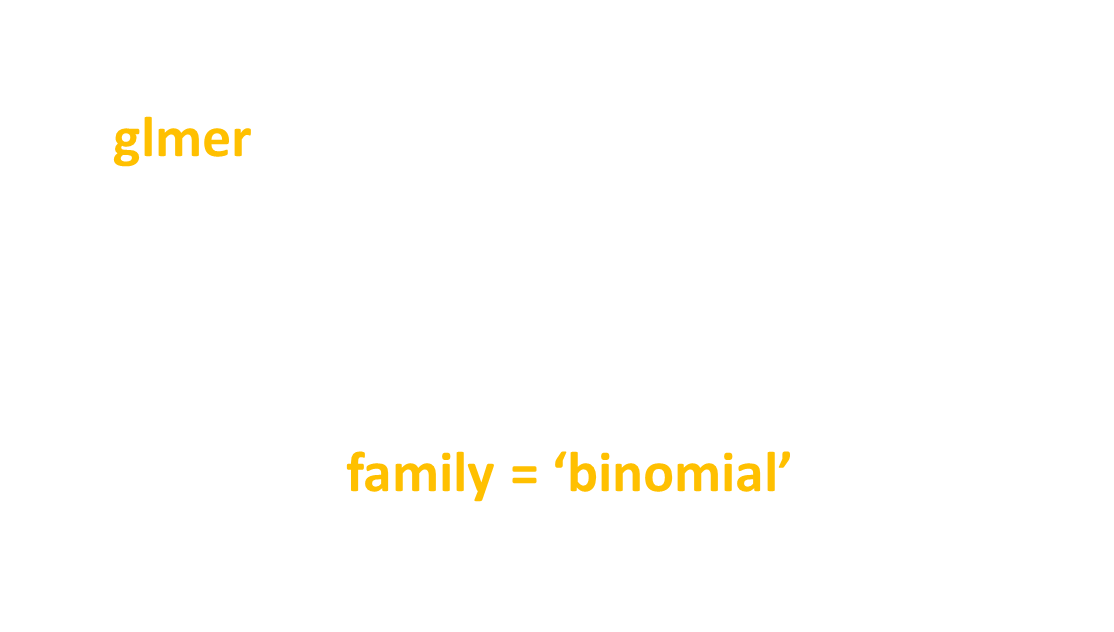 glmer
family = ‘binomial’